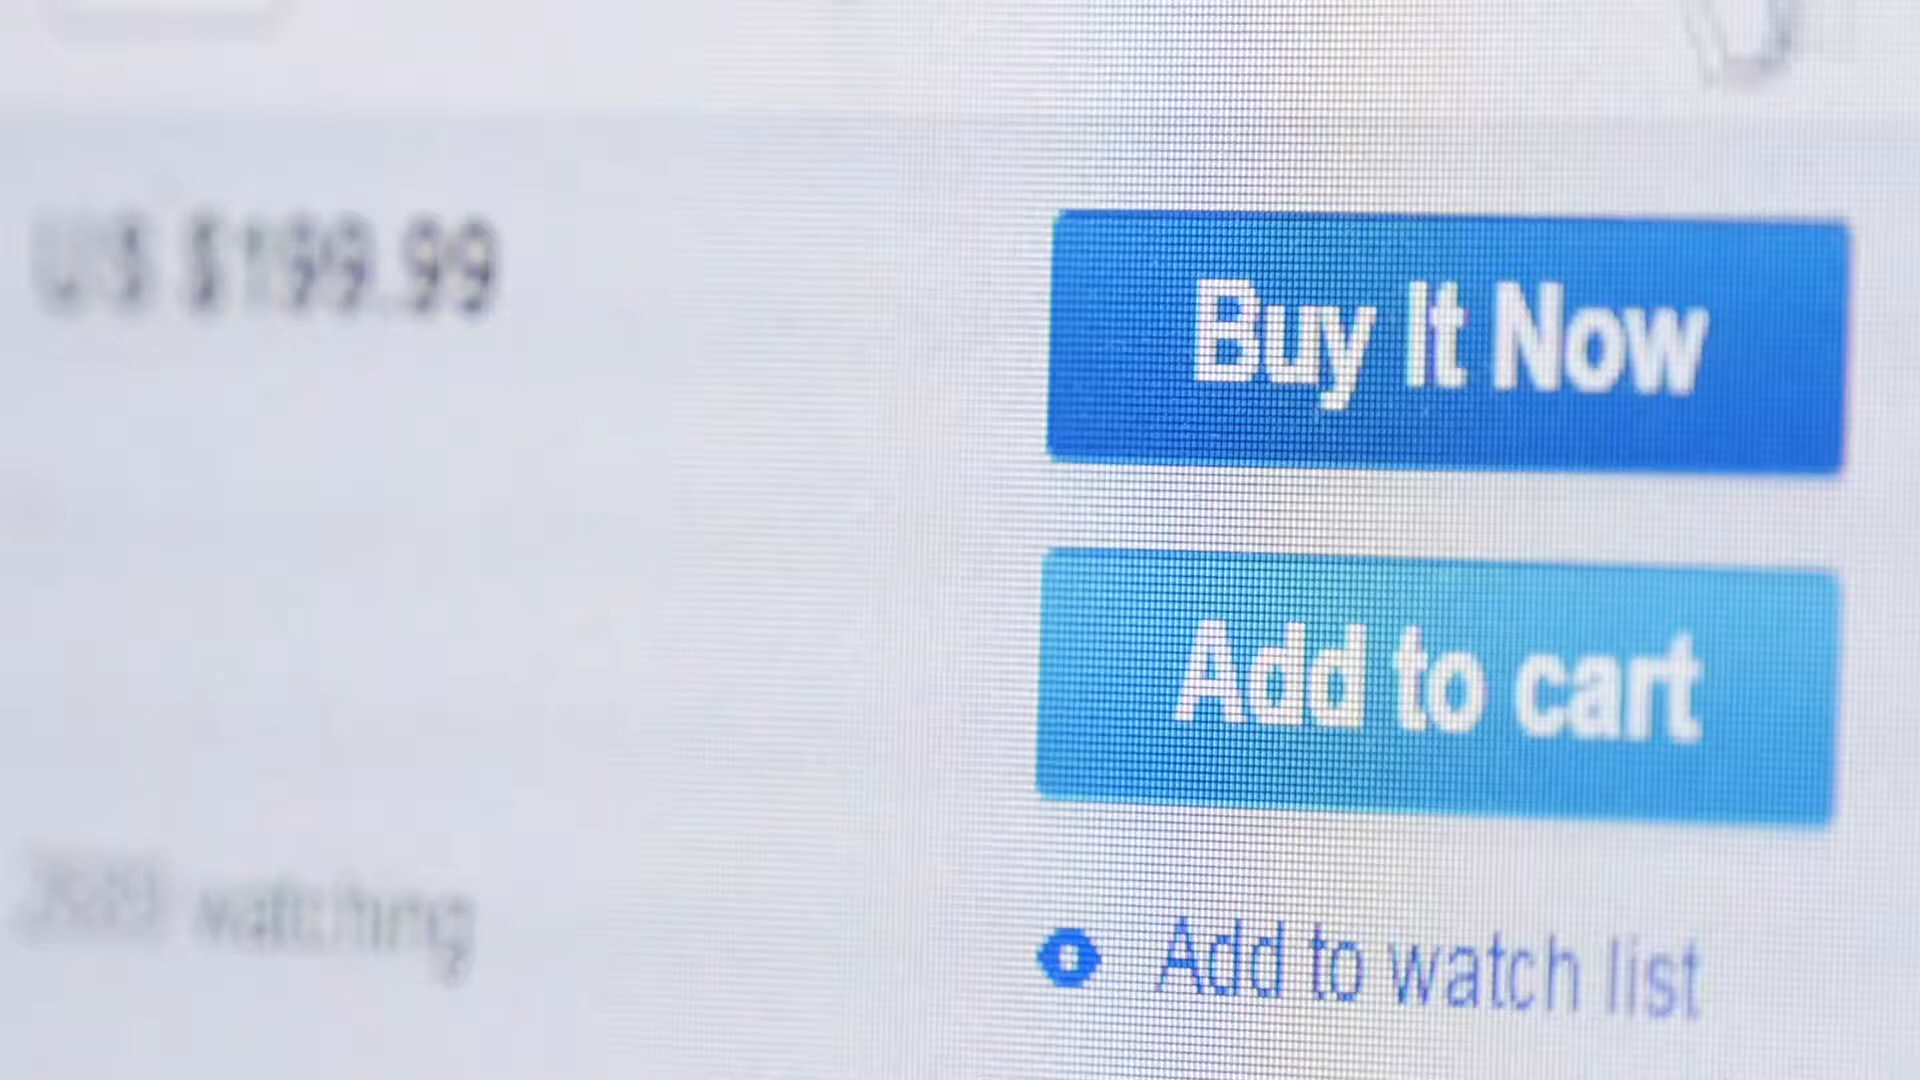 US $199.99
Buy It Now
Add to cart
watching
Add to watch list